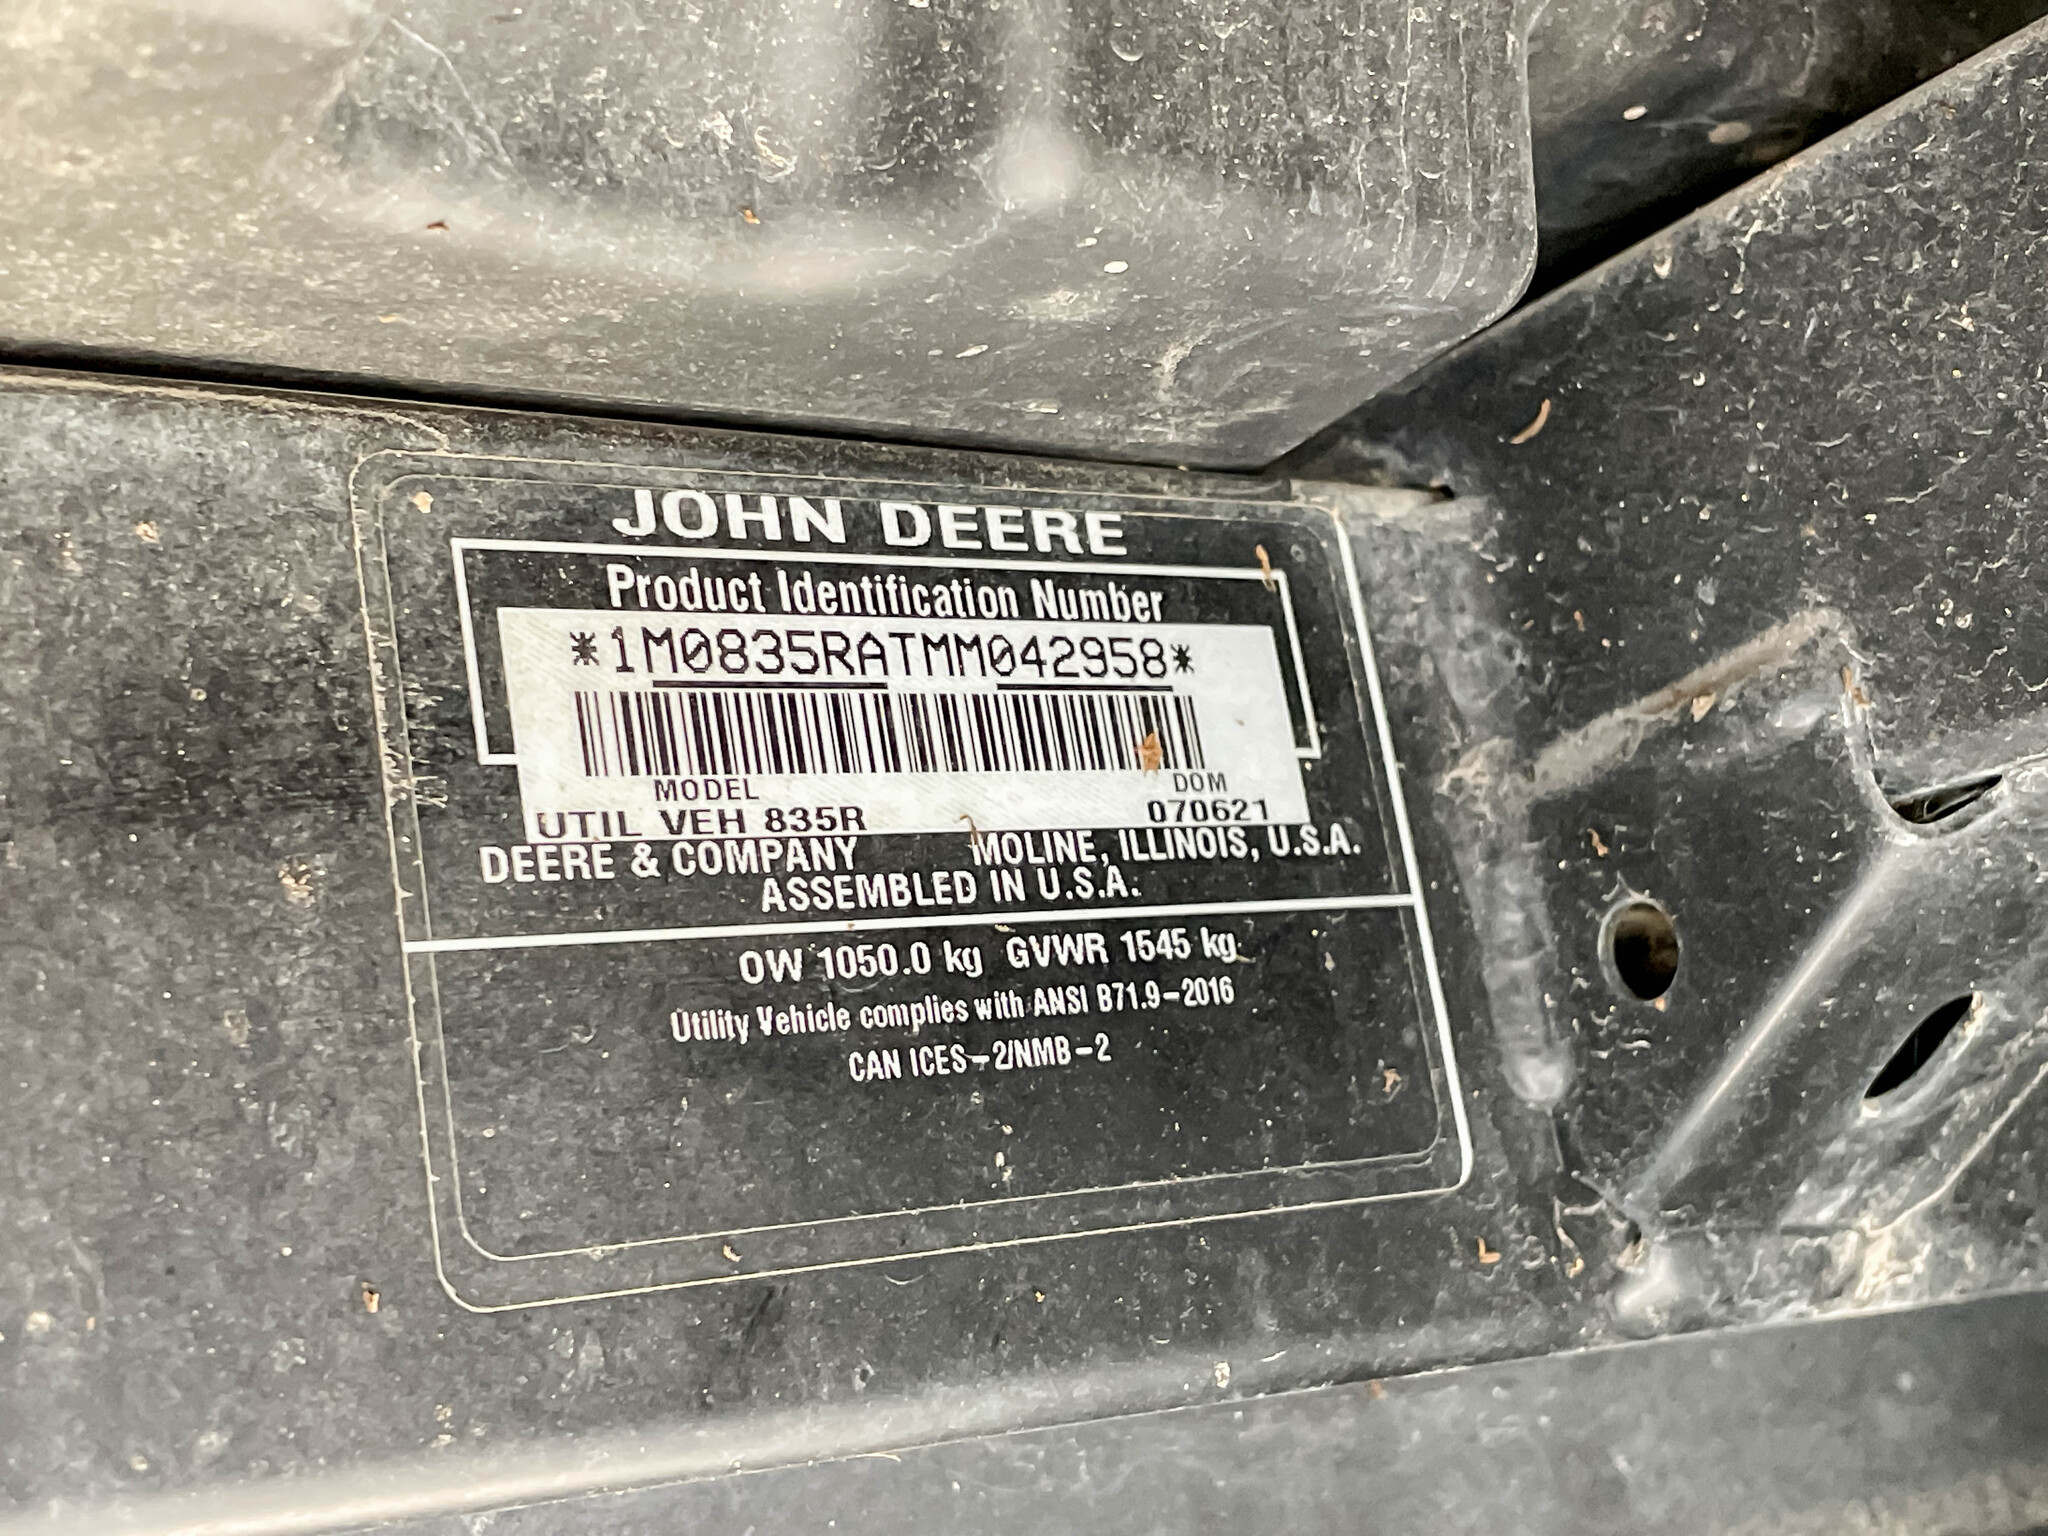 JOHN DEERE
Product Identification Number
*1M0835RATMM042958*
MODEL DOM
UTIL VEH 835R 070621
DEERE & COMPANY MOLINE, ILLINOIS, U.S.A.
ASSEMBLED IN U.S.A.
OW 1050.0 kg GVWR 1545 kg
Utility Vehicle complies with ANSI B71.9-2016
CAN ICES-2/NMB-2